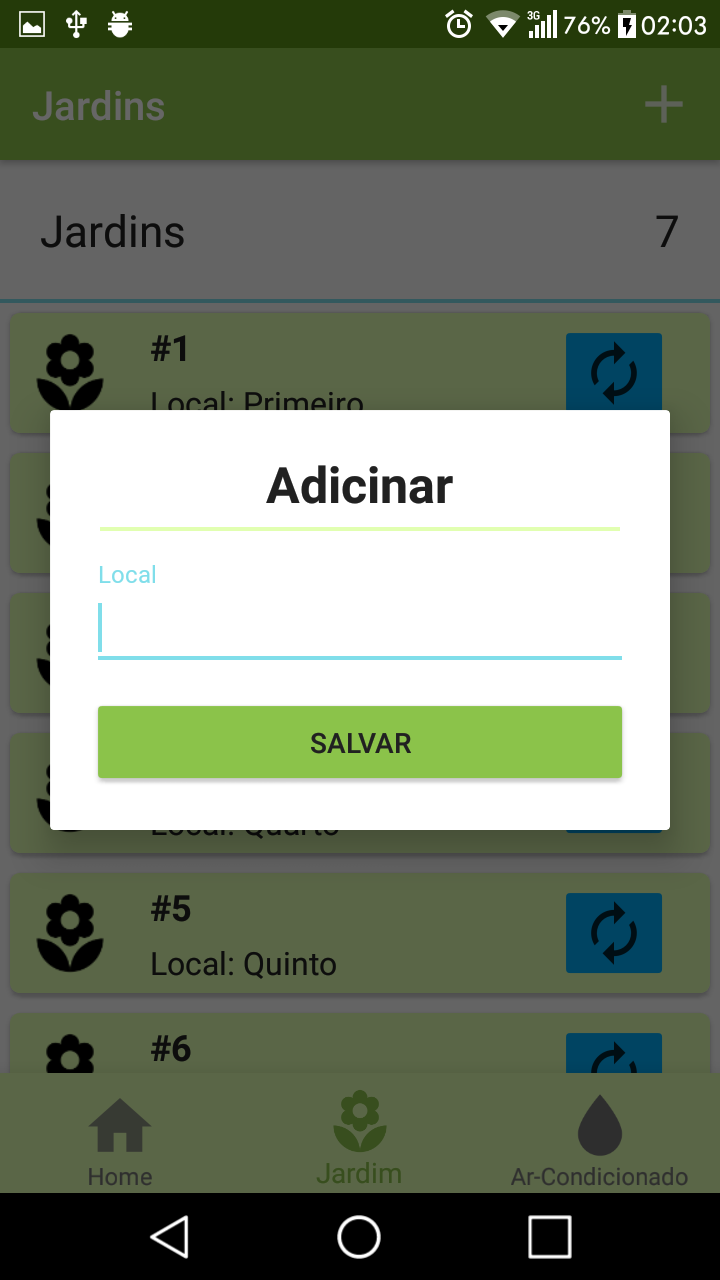 3G 76% 02:03
Jardins
Jardins 7
#1
Local: Primeiro
Adicinar
Local
SALVAR
Local: Quarto
#5
Local: Quinto
#6
Home Jardim Ar-Condicionado